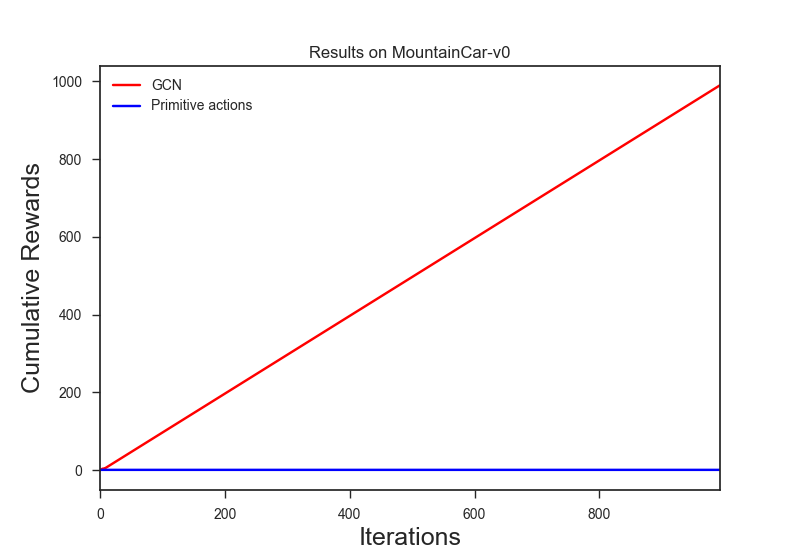 Results on MountainCar-v0
GCN
Primitive actions
1000
800
600
400
200
0
Cumulative Rewards
0 200 400 600 800
Iterations